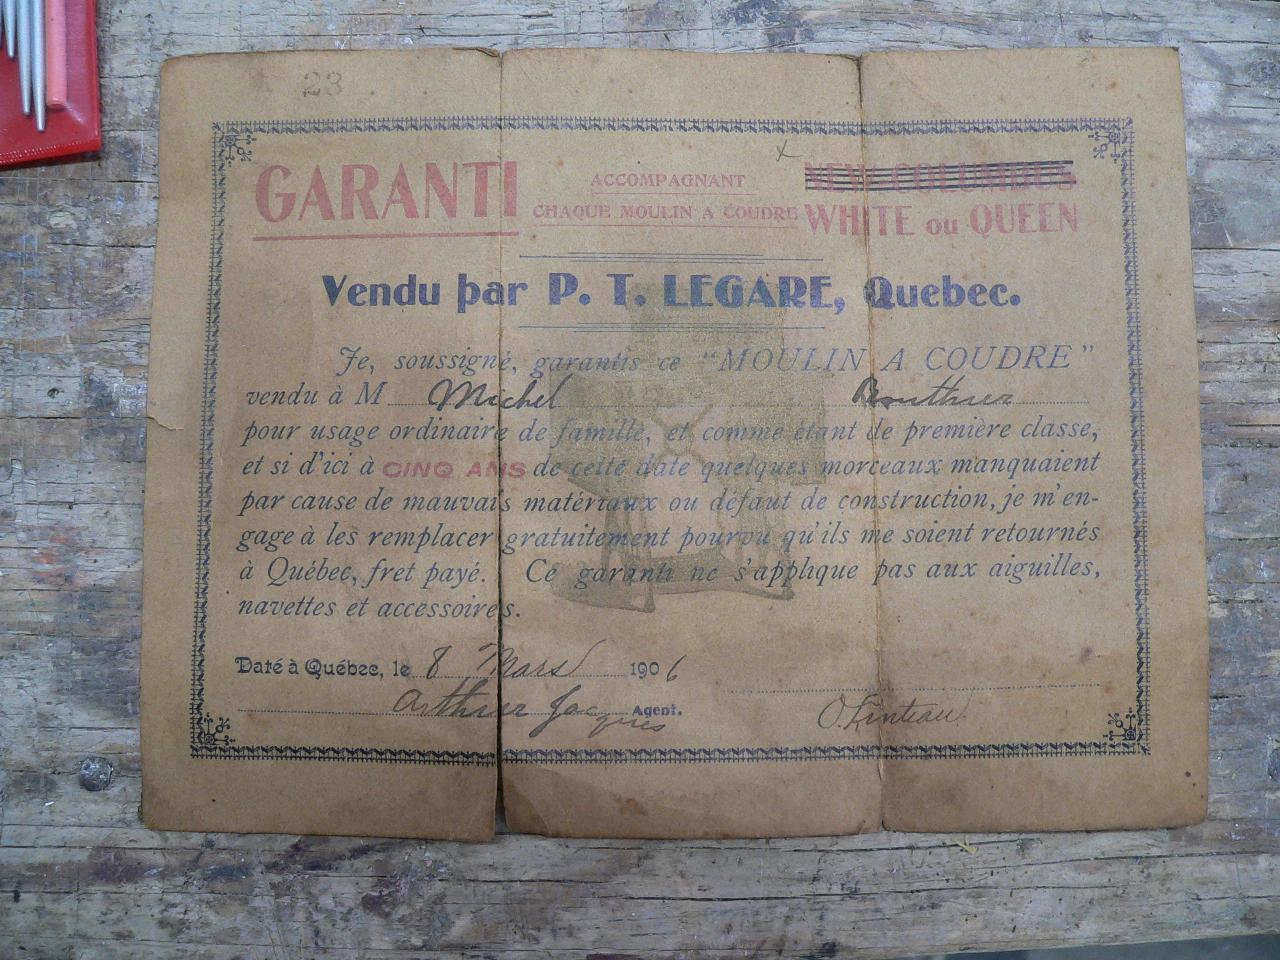 23
GARANTI ACCOMPAGNANT NEW COLUMBUS
CHAQUE MOULIN A COUDRE WHITE ou QUEEN
Vendu par P. T. LEGARE, Quebec.
Je, soussigné, garantis ce "MOULIN A COUDRE"
vendu à M Michel Bouthier
pour usage ordinaire de famille, et comme étant de première classe,
et si d'ici à CINQ ANS de cette date quelques morceaux manquaient
par cause de mauvais matériaux ou défaut de construction, je m'en-
gage à les remplacer gratuitement pourvu qu'ils me soient retournés
à Québec, fret payé. Ce garanti ne s'applique pas aux aiguilles,
navettes et accessoires.
Daté à Québec, le 8 Mars 1906
Arthur Jacques Agent. O. Linteau